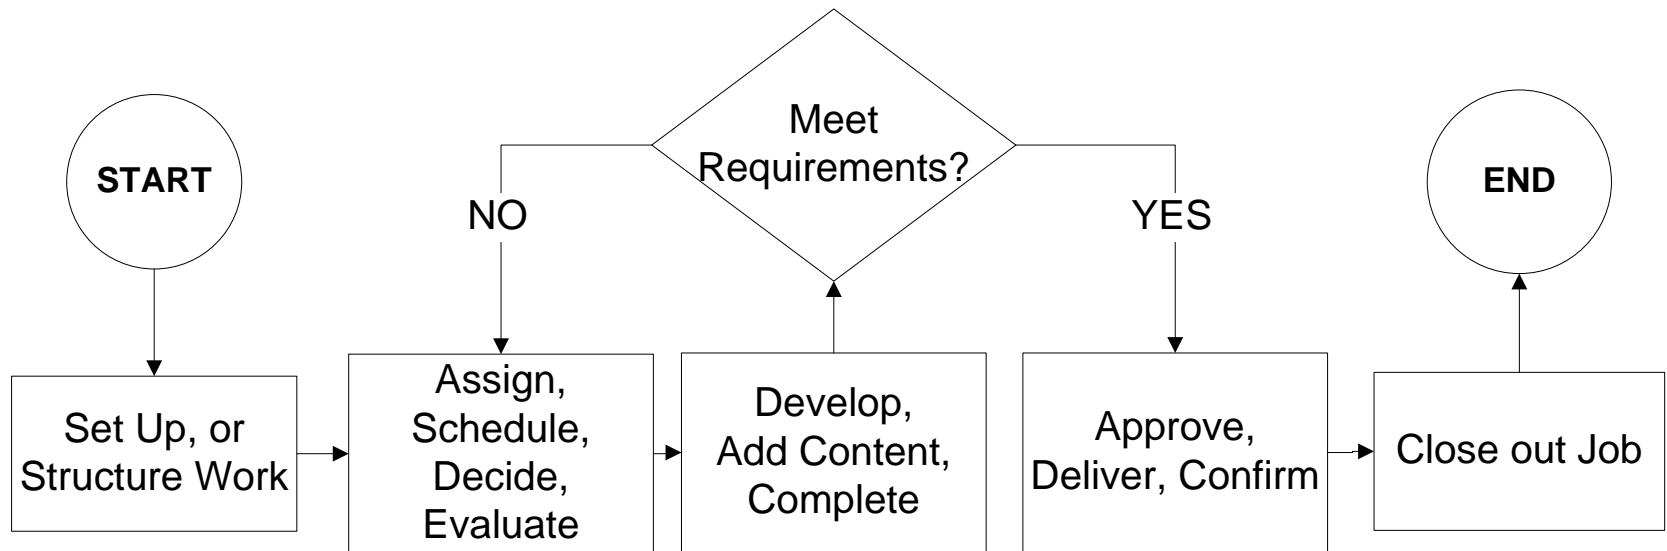 START
Set Up, or
Structure Work
Assign,
Schedule,
Decide,
Evaluate
Develop,
Add Content,
Complete
Meet
Requirements?
NO
YES
Approve,
Deliver, Confirm
Close out Job
END